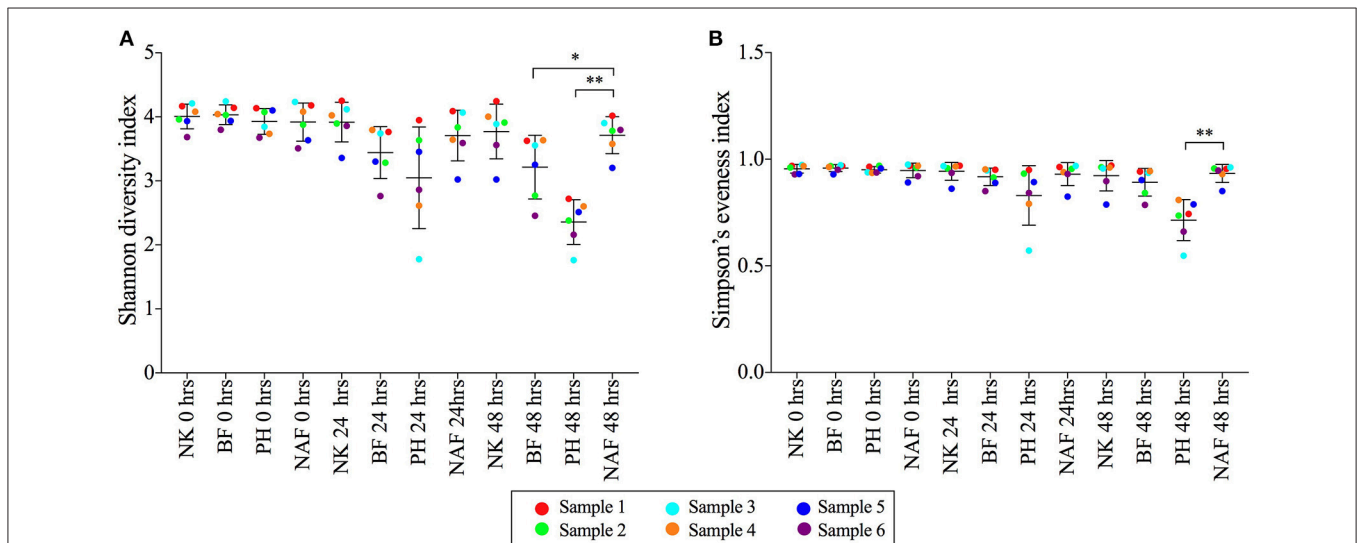 A
Shannon diversity index
5
4
3
2
1
0
*
**
NK 0 hrs
BF 0 hrs
PH 0 hrs
NAF 0 hrs
NK 24 hrs
BF 24 hrs
PH 24 hrs
NAF 24hrs
NK 48 hrs
BF 48 hrs
PH 48 hrs
NAF 48 hrs
B
Simpson's eveness index
1.5
1.0
0.5
0.0
**
NK 0 hrs
BF 0 hrs
PH 0 hrs
NAF 0 hrs
NK 24 hrs
BF 24 hrs
PH 24 hrs
NAF 24hrs
NK 48 hrs
BF 48 hrs
PH 48 hrs
NAF 48 hrs
Sample 1
Sample 3
Sample 5
Sample 2
Sample 4
Sample 6